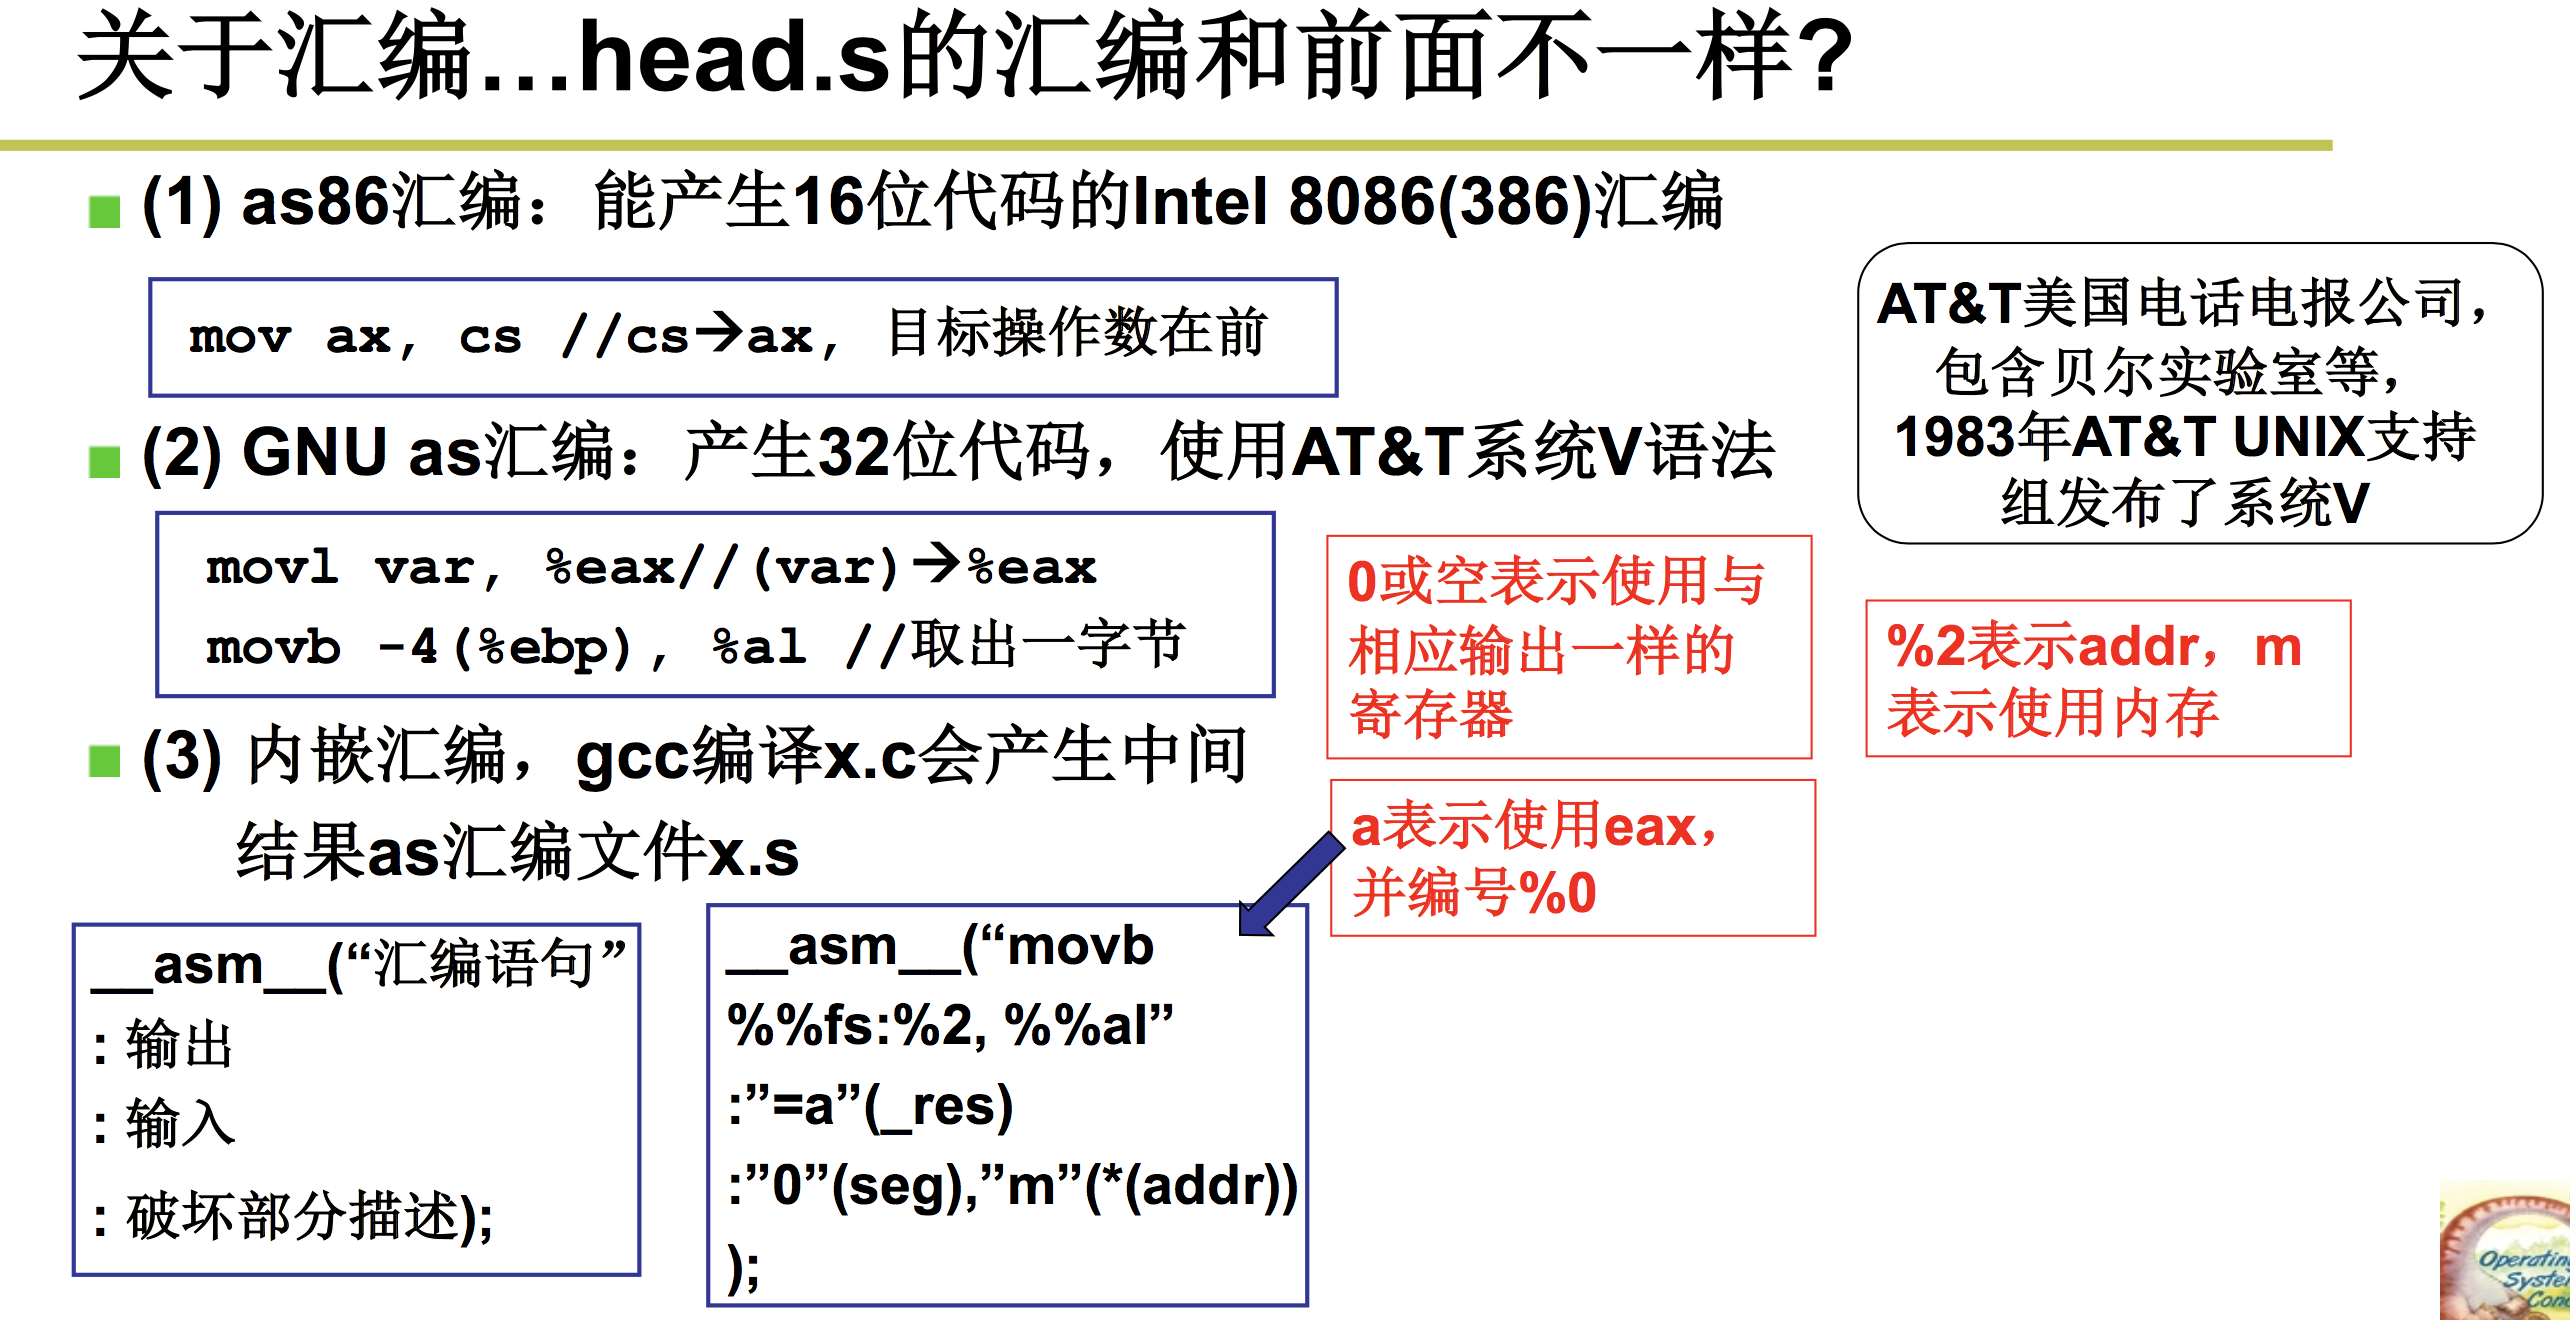 关于汇编…head.s的汇编和前面不一样?
(1) as86汇编：能产生16位代码的Intel 8086(386)汇编
mov ax, cs //cs→ax, 目标操作数在前
(2) GNU as汇编：产生32位代码，使用AT&T系统V语法
movl var, %eax//(var)→%eax
movb -4(%ebp), %al //取出一字节
(3) 内嵌汇编，gcc编译x.c会产生中间
结果as汇编文件x.s
__asm__(“汇编语句”
: 输出
: 输入
: 破坏部分描述);
__asm__(“movb
%%fs:%2, %%al”
:”=a”(_res)
:”0”(seg),”m”(*(addr))
);
AT&T美国电话电报公司，
包含贝尔实验室等，
1983年AT&T UNIX支持
组发布了系统V
0或空表示使用与
相应输出一样的
寄存器
%2表示addr，m
表示使用内存
a表示使用eax，
并编号%0
Operatin
Syste
Con